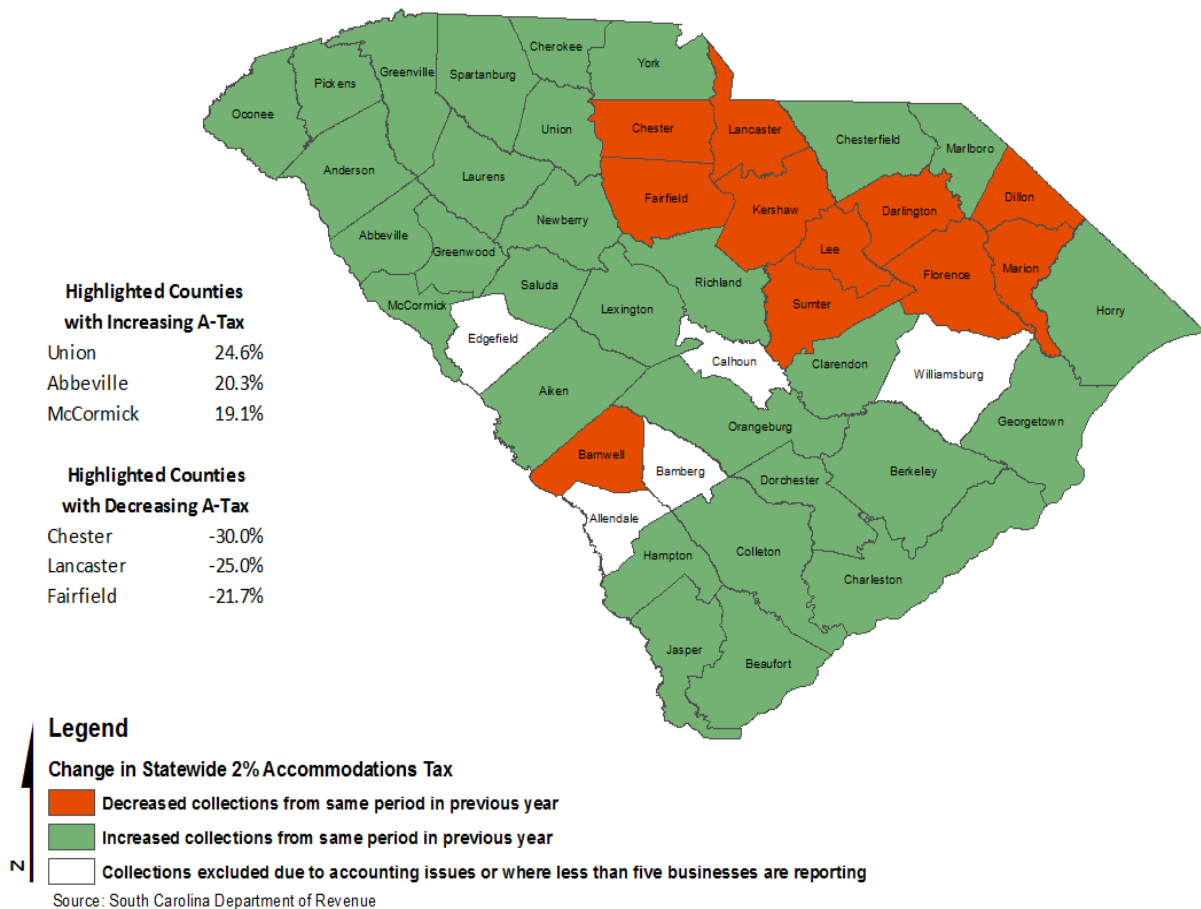 Cherokee
York
Greenville
Spartanburg
Pickens
Oconee
Union
Chester
Lancaster
Chesterfield
Marlboro
Anderson
Laurens
Fairfield
Kershaw
Darlington
Dillon
Newberry
Abbeville
Greenwood
Lee
Florence
Marion
Saluda
Richland
McCormick
Lexington
Sumter
Horry
Edgefield
Calhoun
Clarendon
Williamsburg
Aiken
Orangeburg
Georgetown
Barnwell
Bamberg
Dorchester
Berkeley
Allendale
Hampton
Colleton
Charleston
Jasper
Beaufort
Highlighted Counties
with Increasing A-Tax
Union 24.6%
Abbeville 20.3%
McCormick 19.1%
Highlighted Counties
with Decreasing A-Tax
Chester -30.0%
Lancaster -25.0%
Fairfield -21.7%
Legend
Change in Statewide 2% Accommodations Tax
Decreased collections from same period in previous year
Increased collections from same period in previous year
Collections excluded due to accounting issues or where less than five businesses are reporting
N
Source: South Carolina Department of Revenue